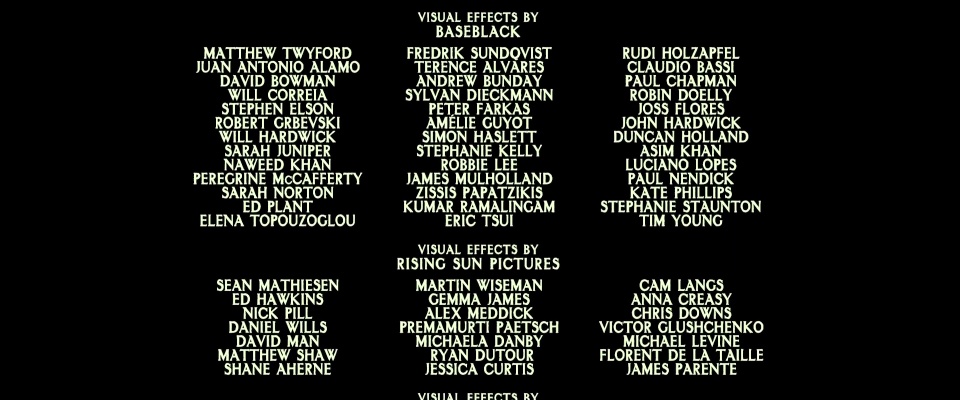 VISUAL EFFECTS BY
BASEBLACK
MATTHEW TWYFORD FREDRIK SUNDQVIST RUDI HOLZAPFEL
JUAN ANTONIO ALAMO TERENCE ALVARES CLAUDIO BASSI
DAVID BOWMAN ANDREW BUNDAY PAUL CHAPMAN
WILL CORREIA SYLVAN DIECKMANN ROBIN DOELLY
STEPHEN ELSON PETER FARKAS JOSS FLORES
ROBERT GRBEVSKI AMÉLIE GUYOT JOHN HARDWICK
WILL HARDWICK SIMON HASLETT DUNCAN HOLLAND
SARAH JUNIPER STEPHANIE KELLY ASIM KHAN
NAWEED KHAN ROBBIE LEE LUCIANO LOPES
PEREGRINE McCAFFERTY JAMES MULHOLLAND PAUL NENDICK
SARAH NORTON ZISSIS PAPATZIKIS KATE PHILLIPS
ED PLANT KUMAR RAMALINGAM STEPHANIE STAUNTON
ELENA TOPOUZOGLOU ERIC TSUI TIM YOUNG
VISUAL EFFECTS BY
RISING SUN PICTURES
SEAN MATHIESEN MARTIN WISEMAN CAM LANGS
ED HAWKINS GEMMA JAMES ANNA CREASY
NICK PILL ALEX MEDDICK CHRIS DOWNS
DANIEL WILLS PREMAMURTI PAETSCH VICTOR GLUSHCHENKO
DAVID MAN MICHAELA DANBY MICHAEL LEVINE
MATTHEW SHAW RYAN DUTOUR FLORENT DE LA TAILLE
SHANE AHERNE JESSICA CURTIS JAMES PARENTE
VISUAL EFFECTS BY